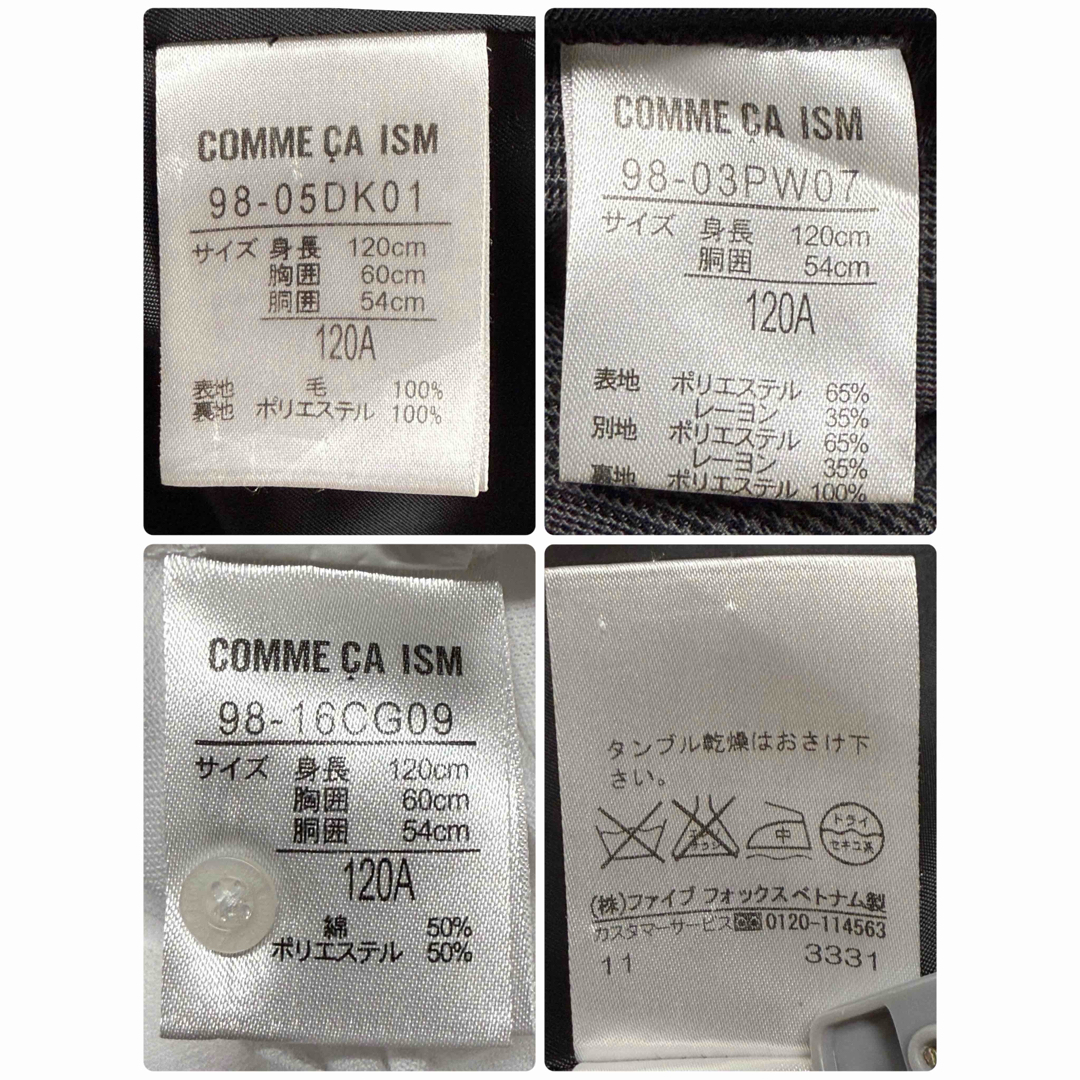 COMME ÇA ISM
98-05DK01
サイズ 身長 120cm
胸囲 60cm
胴囲 54cm
120A
表地 毛 100%
裏地 ポリエステル 100%
COMME ÇA ISM
98-03PW07
サイズ 身長 120cm
胴囲 54cm
120A
表地 ポリエステル 65%
レーヨン 35%
別地 ポリエステル 65%
レーヨン 35%
裏地 ポリエステル 100%
COMME ÇA ISM
98-16CG09
サイズ 身長 120cm
胸囲 60cm
胴囲 54cm
120A
綿 50%
ポリエステル 50%
タンブル乾燥はおさけ下
さい。
中 ドライ
セキユ系
(株)ファイブ フォックス ベトナム製
カスタマーサービス 0120-114563
11 3331